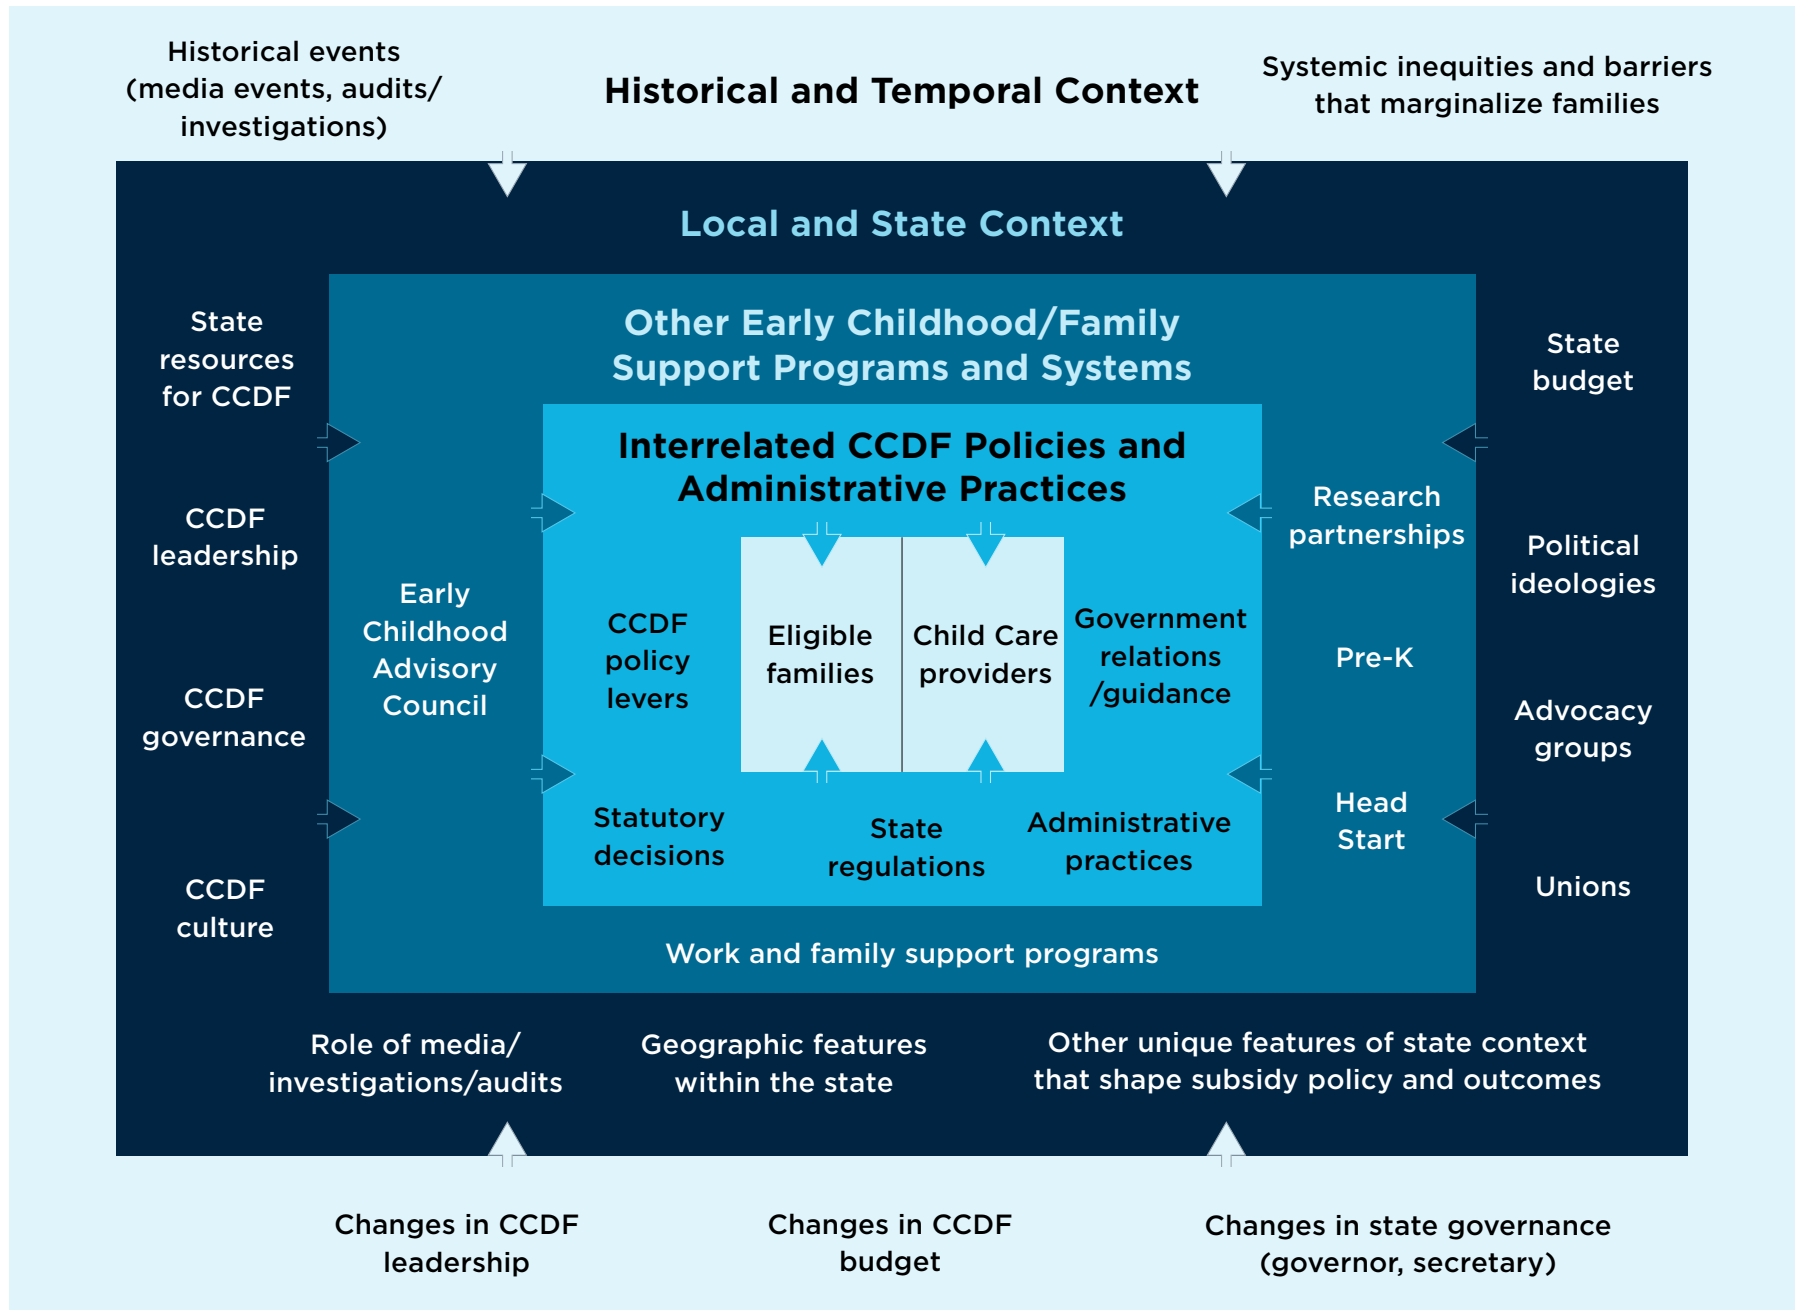 Historical events
(media events, audits/
investigations)
Historical and Temporal Context
Systemic inequities and barriers
that marginalize families
Local and State Context
State
resources
for CCDF
CCDF
leadership
CCDF
governance
CCDF
culture
Other Early Childhood/Family
Support Programs and Systems
Early
Childhood
Advisory
Council
Interrelated CCDF Policies and
Administrative Practices
CCDF
policy
levers
Eligible
families
Child Care
providers
Government
relations
/guidance
Statutory
decisions
State
regulations
Administrative
practices
Research
partnerships
Pre-K
Head
Start
Work and family support programs
State
budget
Political
ideologies
Advocacy
groups
Unions
Role of media/
investigations/audits
Geographic features
within the state
Other unique features of state context
that shape subsidy policy and outcomes
Changes in CCDF
leadership
Changes in CCDF
budget
Changes in state governance
(governor, secretary)